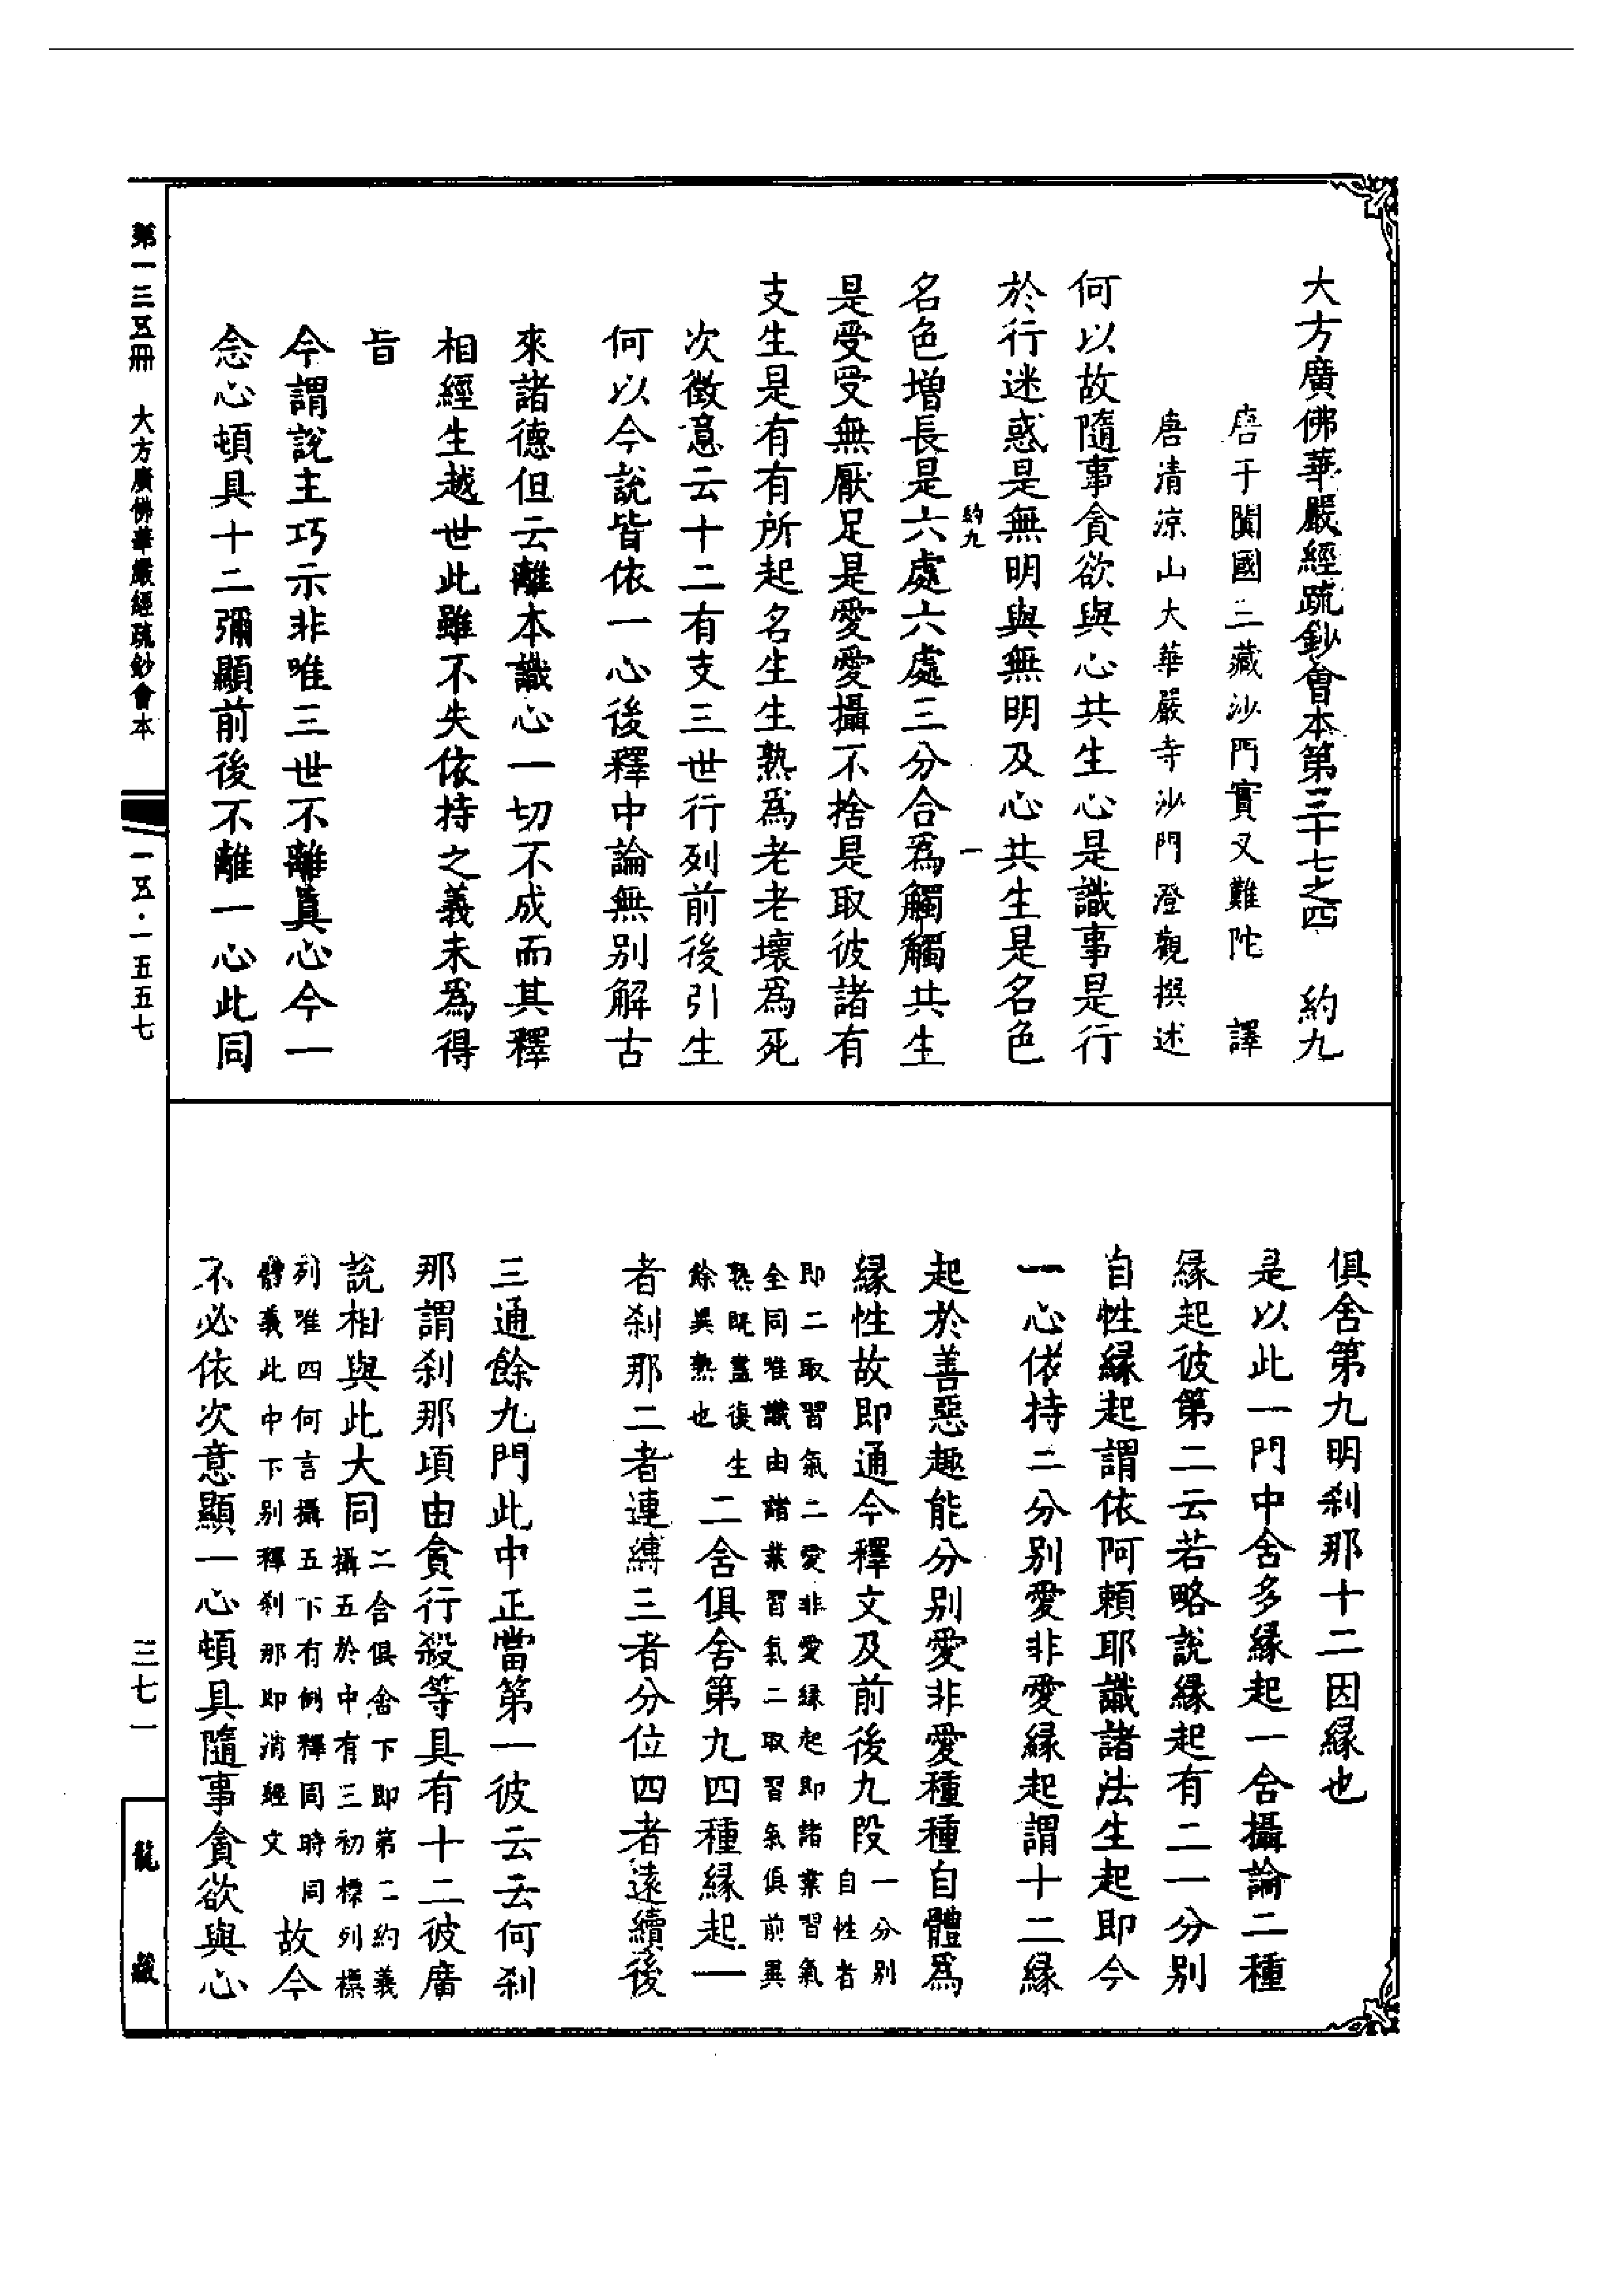 大方廣佛華嚴經疏鈔會本第三十七之四　約九
唐于闐國三藏沙門實叉難陀　譯
唐清涼山大華嚴寺沙門澄觀撰述
何以故隨事貪欲與心共生心是識事是行
於行迷惑是無明與無明及心共生是名色
約九　一
名色增長是六處六處三分合為觸觸共生
是受受無厭足是愛愛攝不捨是取彼諸有
支生是有有所起名生生熟為老老壞為死
次徵意云十二有支三世行列前後引生
何以今說皆依一心後釋中論無別解古
來諸德但云離本識心一切不成而其釋
相經生越世此雖不失依持之義未為得
旨
今謂說主巧示非唯三世不離真心今一
念心頓具十二彌顯前後不離一心此同
俱舍第九明剎那十二因緣也
是以此一門中含多緣起一含攝論二種
緣起彼第二云若略說緣起有二一分別
自性緣起謂依阿賴耶識諸法生起即今
一心依持二分別愛非愛緣起謂十二緣
起於善惡趣能分別愛非愛種種自體為
緣性故即通今釋文及前後九段
一分別
自性者
即二取習氣二愛非愛緣起即諸業習氣
全同唯識由諸業習氣二取習氣俱前異
熟既盡復生
餘異熟也
二含俱舍第九四種緣起一
者剎那二者連縛三者分位四者遠續後
三通餘九門此中正當第一彼云云何剎
那謂剎那頃由貪行殺等具有十二彼廣
說相與此大同
二含俱舍下即第二約義
攝五於中有三初標列標
列唯四何言攝五下有例釋同時同
體義此中下別釋剎那即消經文
故今
不必依次意顯一心頓具隨事貪欲與心
第一三五冊　大方廣佛華嚴經疏鈔會本
一五·一五五七
三七一
龍藏